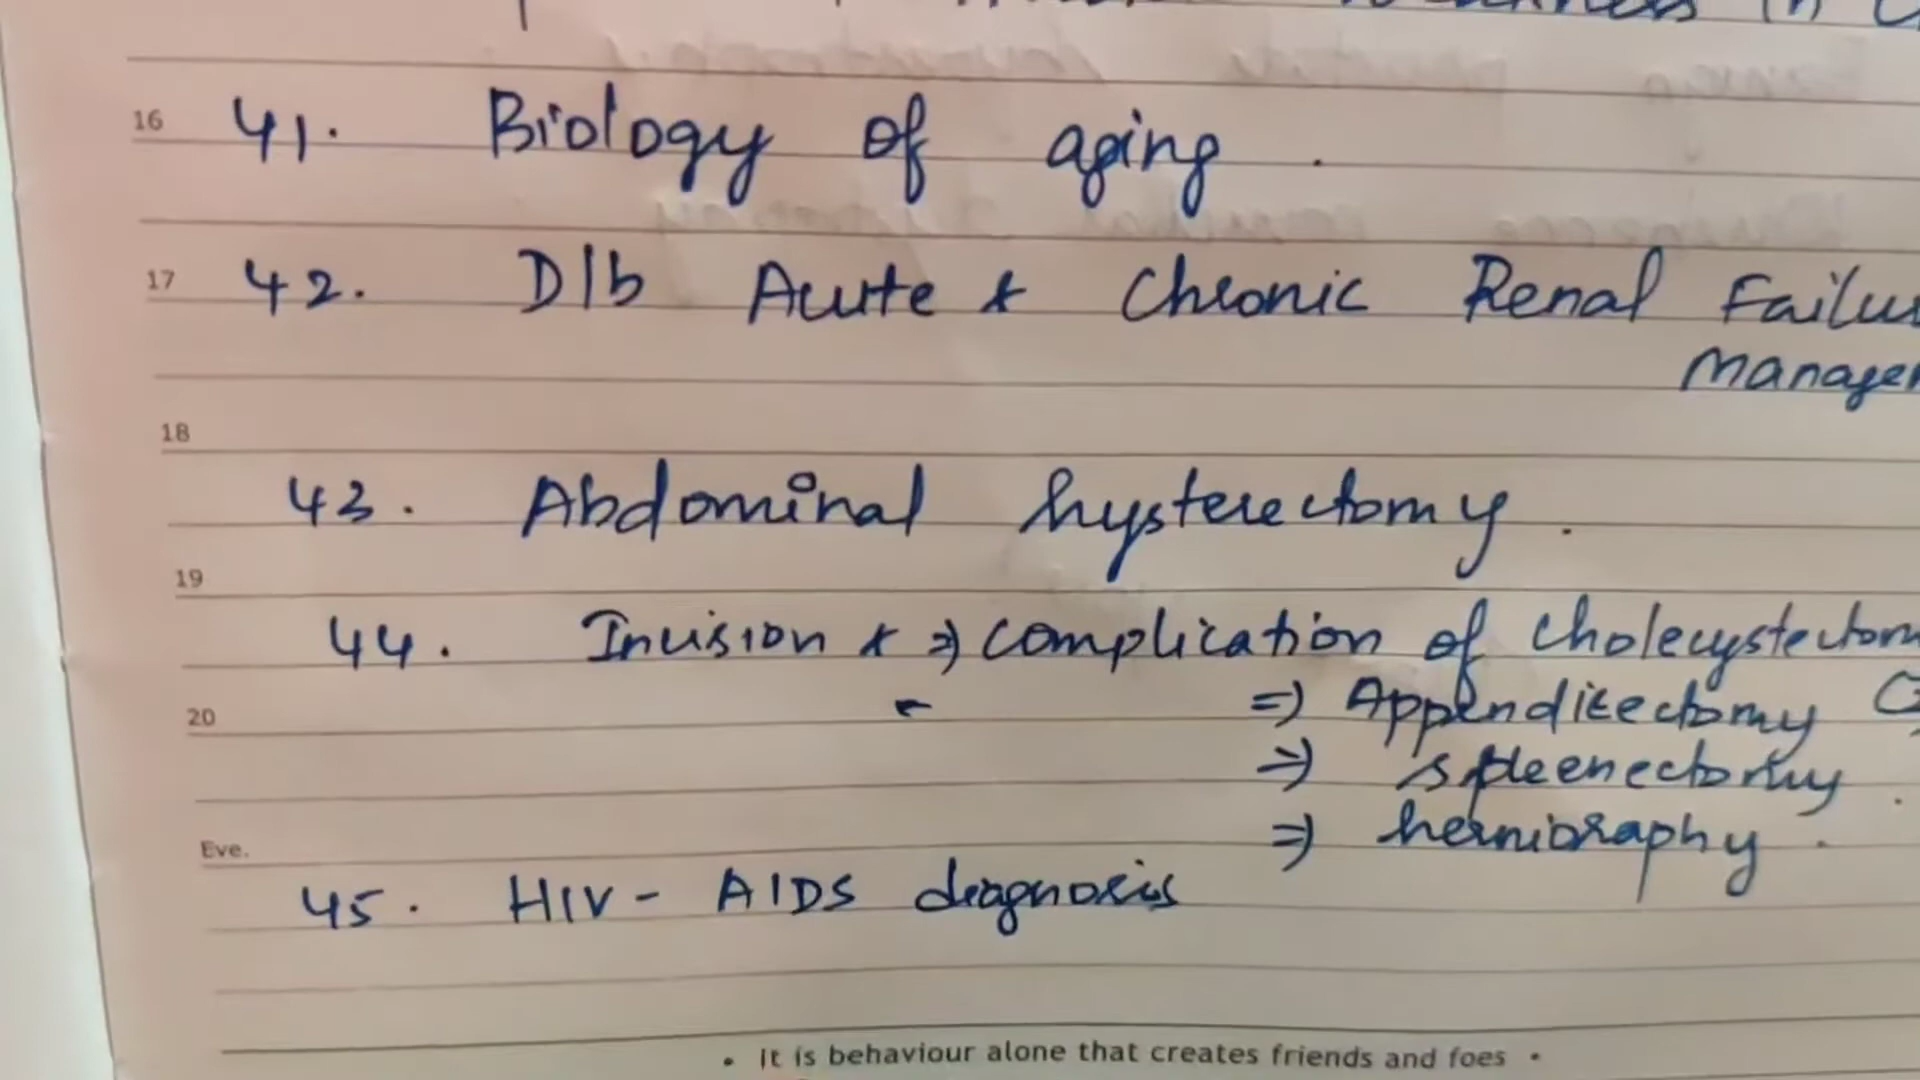 in
16 41. Biology of aging .
17 42. D/b Acute & Chronic Renal Failu
Manage
18
43. Abdominal hysterectomy .
19
44. Incision & ⇒ complication of cholecystectom
20 ⇒ Appendicectomy
⇒ spleenectomy .
⇒ hernioraphy .
Eve.
45. HIV - AIDS diagnosis
• It is behaviour alone that creates friends and foes •